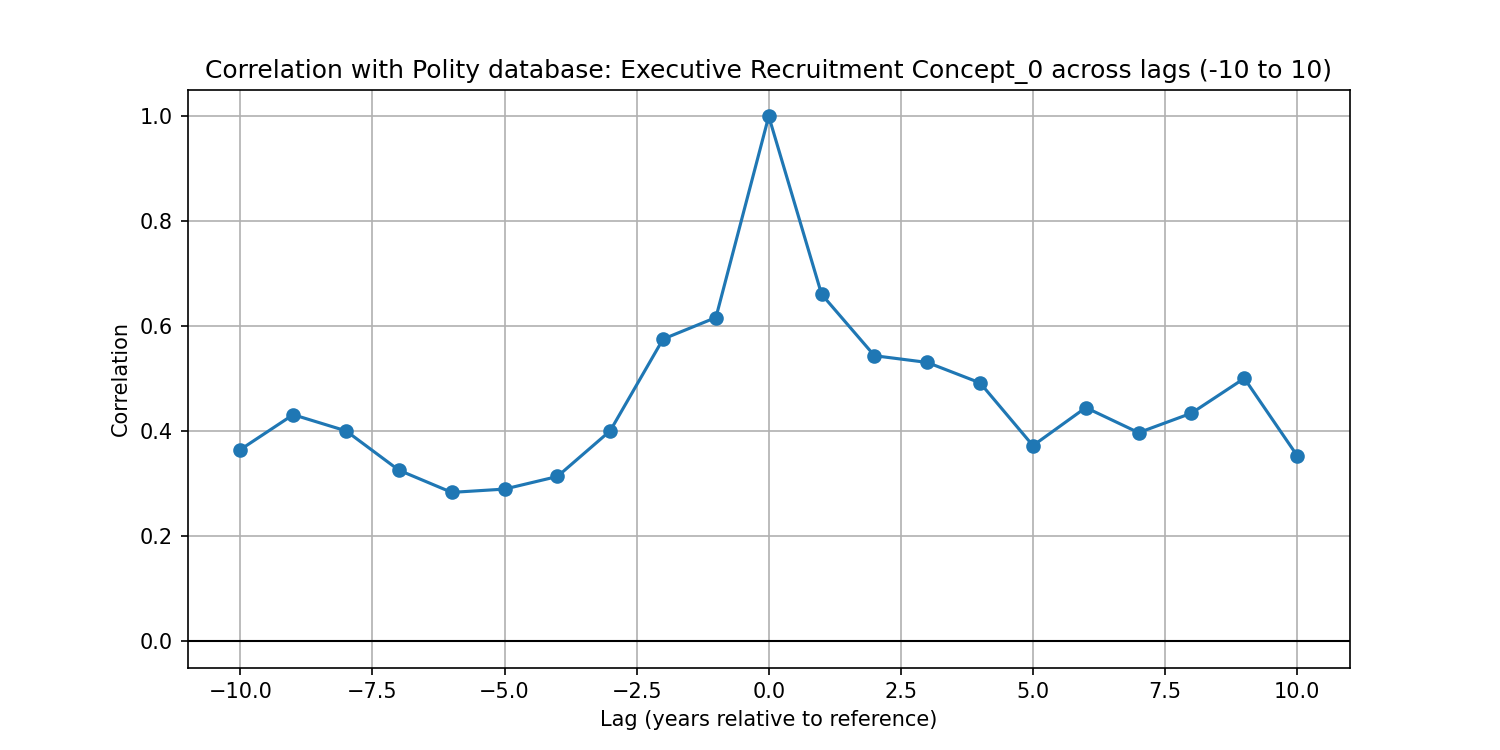 Correlation with Polity database: Executive Recruitment Concept_0 across lags (-10 to 10)
1.0
0.8
0.6
0.4
0.2
0.0
Correlation
−10.0 −7.5 −5.0 −2.5 0.0 2.5 5.0 7.5 10.0
Lag (years relative to reference)